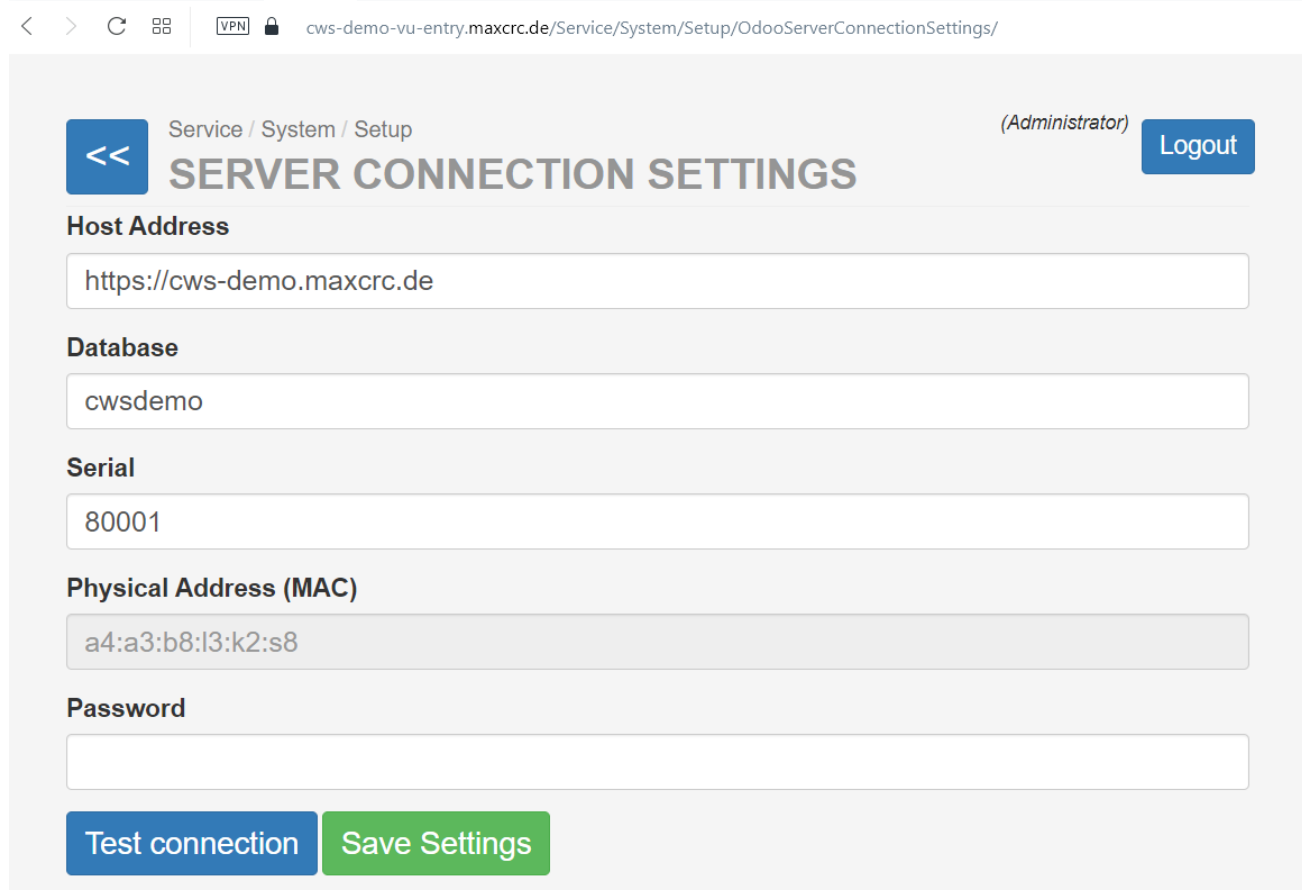 VPN cws-demo-vu-entry.maxcrc.de/Service/System/Setup/OdooServerConnectionSettings/
<< Service / System / Setup (Administrator) Logout
SERVER CONNECTION SETTINGS
Host Address
https://cws-demo.maxcrc.de
Database
cwsdemo
Serial
80001
Physical Address (MAC)
a4:a3:b8:l3:k2:s8
Password
Test connection Save Settings